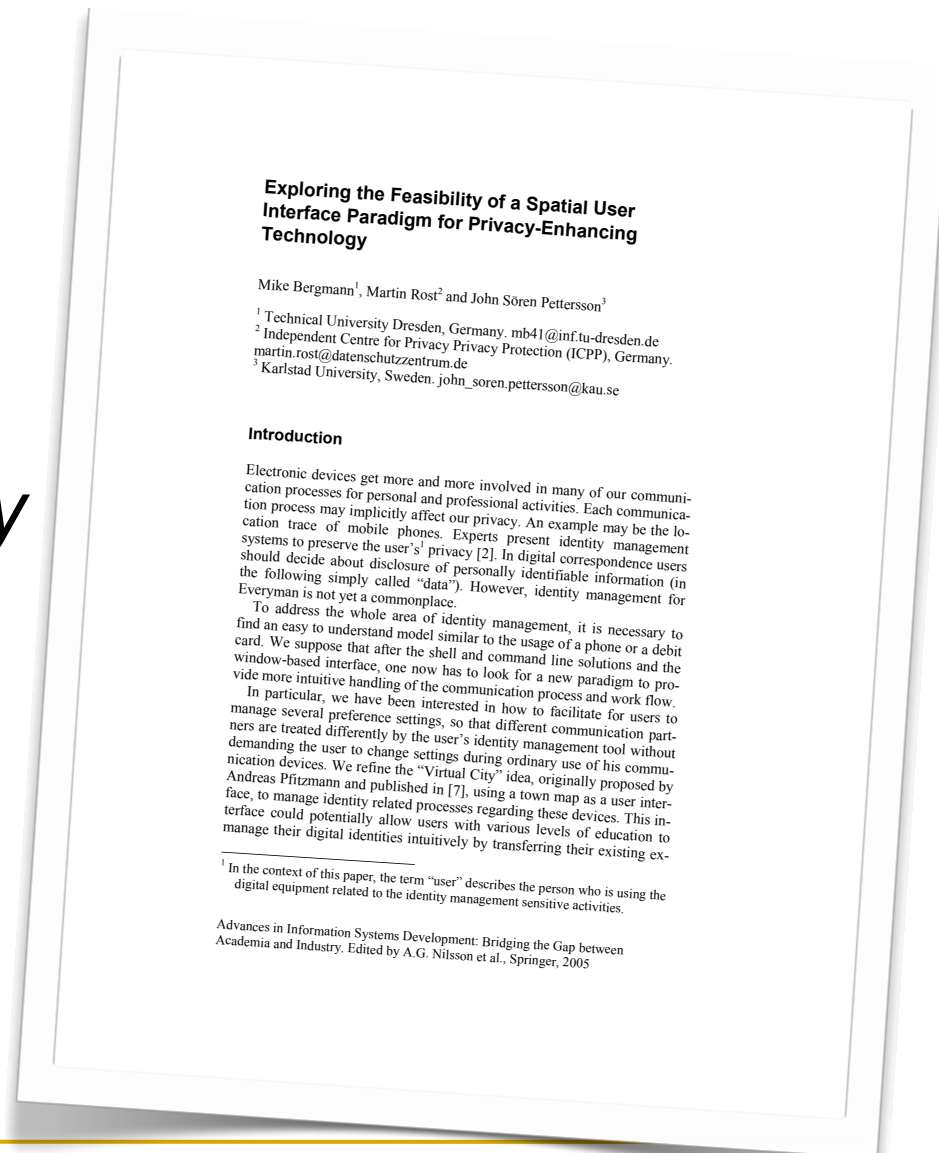 y
Exploring the Feasibility of a Spatial User
Interface Paradigm for Privacy-Enhancing
Technology
Mike Bergmann¹, Martin Rost² and John Sören Pettersson³
¹ Technical University Dresden, Germany. mb41@inf.tu-dresden.de
² Independent Centre for Privacy Privacy Protection (ICPP), Germany.
martin.rost@datenschutzzentrum.de
³ Karlstad University, Sweden. john_soren.pettersson@kau.se
Introduction
Electronic devices get more and more involved in many of our communi-
cation processes for personal and professional activities. Each communica-
tion process may implicitly affect our privacy. An example may be the lo-
cation trace of mobile phones. Experts present identity management
systems to preserve the user's¹ privacy [2]. In digital correspondence users
should decide about disclosure of personally identifiable information (in
the following simply called “data”). However, identity management for
Everyman is not yet a commonplace.
To address the whole area of identity management, it is necessary to
find an easy to understand model similar to the usage of a phone or a debit
card. We suppose that after the shell and command line solutions and the
window-based interface, one now has to look for a new paradigm to pro-
vide more intuitive handling of the communication process and work flow.
In particular, we have been interested in how to facilitate for users to
manage several preference settings, so that different communication part-
ners are treated differently by the user's identity management tool without
demanding the user to change settings during ordinary use of his commu-
nication devices. We refine the “Virtual City” idea, originally proposed by
Andreas Pfitzmann and published in [7], using a town map as a user inter-
face, to manage identity related processes regarding these devices. This in-
terface could potentially allow users with various levels of education to
manage their digital identities intuitively by transferring their existing ex-
¹ In the context of this paper, the term “user” describes the person who is using the
digital equipment related to the identity management sensitive activities.
Advances in Information Systems Development: Bridging the Gap between
Academia and Industry. Edited by A.G. Nilsson et al., Springer, 2005